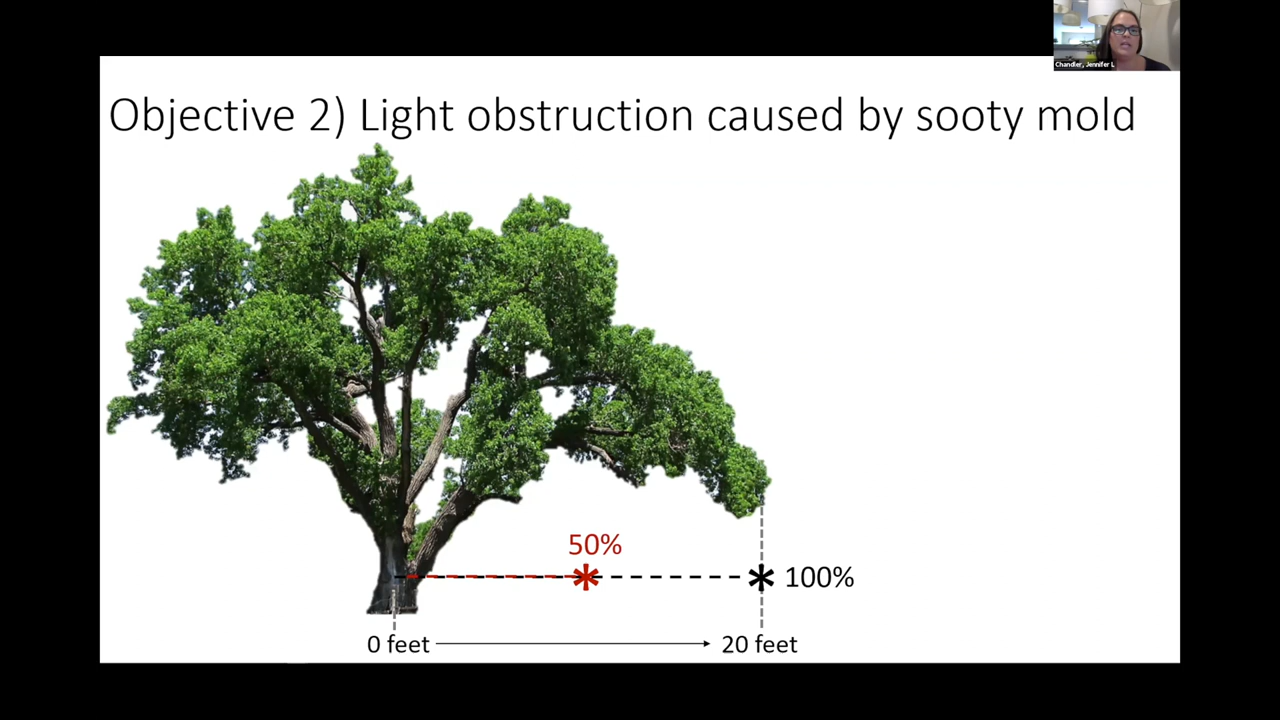 Chandler, Jennifer L
Objective 2) Light obstruction caused by sooty mold
50%
100%
0 feet
20 feet